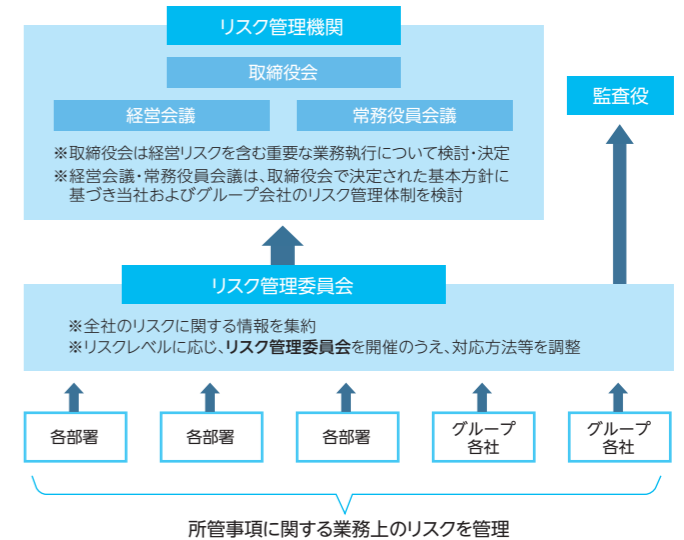 リスク管理機関
取締役会
経営会議
常務役員会議
※取締役会は経営リスクを含む重要な業務執行について検討・決定
※経営会議・常務役員会議は、取締役会で決定された基本方針に
基づき当社およびグループ会社のリスク管理体制を検討
監査役
リスク管理委員会
※全社のリスクに関する情報を集約
※リスクレベルに応じ、リスク管理委員会を開催のうえ、対応方法等を調整
各部署
各部署
各部署
グループ
各社
グループ
各社
所管事項に関する業務上のリスクを管理